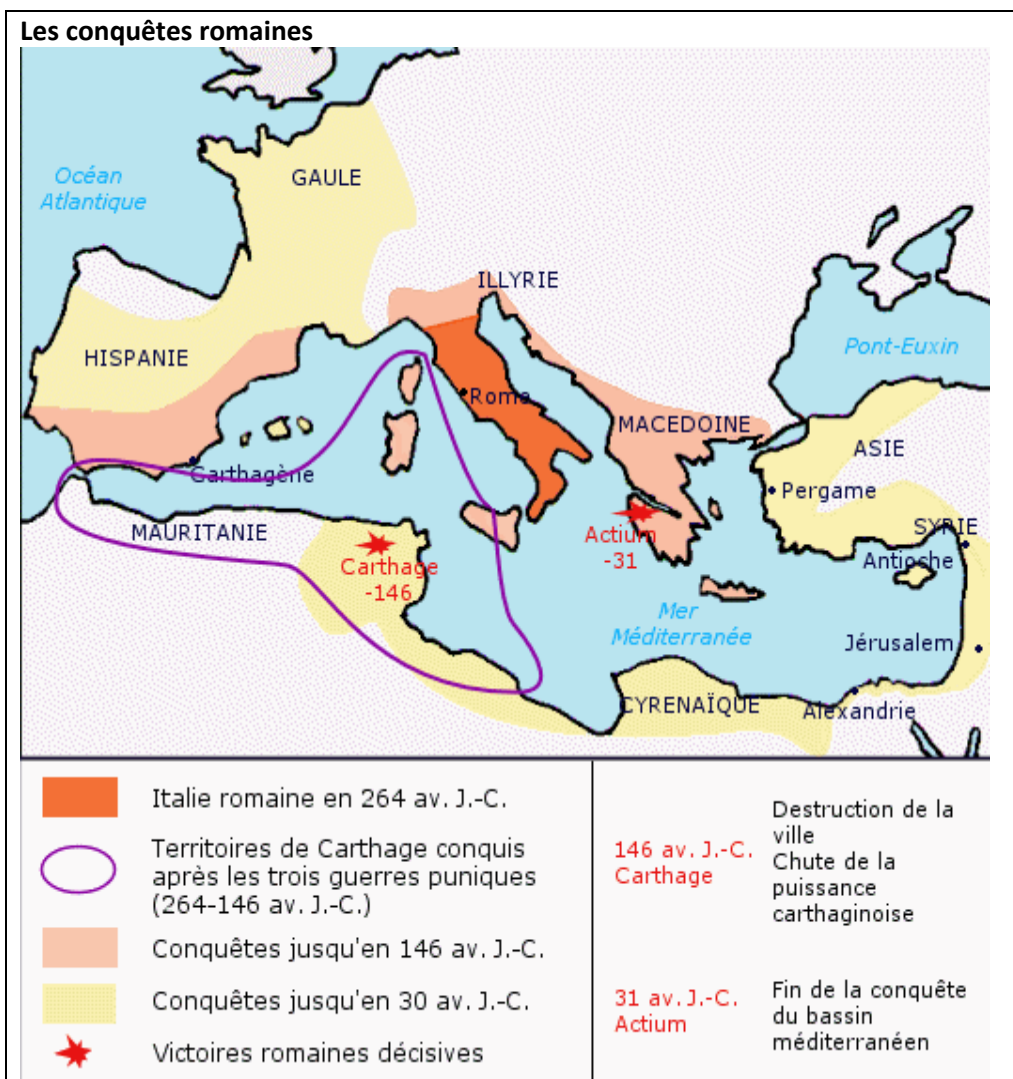 Les conquêtes romaines
GAULE
Océan
Atlantique
ILLYRIE
HISPANIE
Pont-Euxin
Rome
MACEDOINE
ASIE
Carthagène
Pergame
MAURITANIE
SYRIE
Actium
-31
Antioche
Carthage
-146
Mer
Méditerranée
Jérusalem
CYRENAÏQUE
Alexandrie
Italie romaine en 264 av. J.-C.
Territoires de Carthage conquis
après les trois guerres puniques
(264-146 av. J.-C.)
Conquêtes jusqu'en 146 av. J.-C.
Conquêtes jusqu'en 30 av. J.-C.
Victoires romaines décisives
146 av. J.-C.
Carthage
Destruction de la
ville
Chute de la
puissance
carthaginoise
31 av. J.-C.
Actium
Fin de la conquête
du bassin
méditerranéen